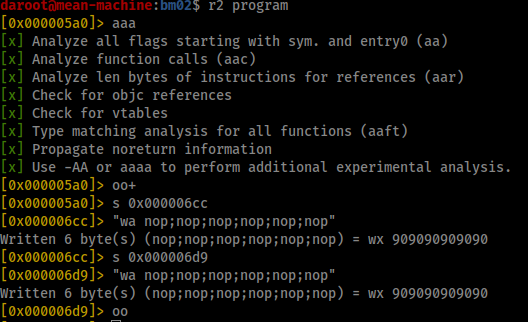 daroot@mean-machine:bm02$ r2 program
[0x000005a0]> aaa
[x] Analyze all flags starting with sym. and entry0 (aa)
[x] Analyze function calls (aac)
[x] Analyze len bytes of instructions for references (aar)
[x] Check for objc references
[x] Check for vtables
[x] Type matching analysis for all functions (aaft)
[x] Propagate noreturn information
[x] Use -AA or aaaa to perform additional experimental analysis.
[0x000005a0]> oo+
[0x000005a0]> s 0x000006cc
[0x000006cc]> "wa nop;nop;nop;nop;nop;nop"
Written 6 byte(s) (nop;nop;nop;nop;nop;nop) = wx 909090909090
[0x000006cc]> s 0x000006d9
[0x000006d9]> "wa nop;nop;nop;nop;nop;nop"
Written 6 byte(s) (nop;nop;nop;nop;nop;nop) = wx 909090909090
[0x000006d9]> oo